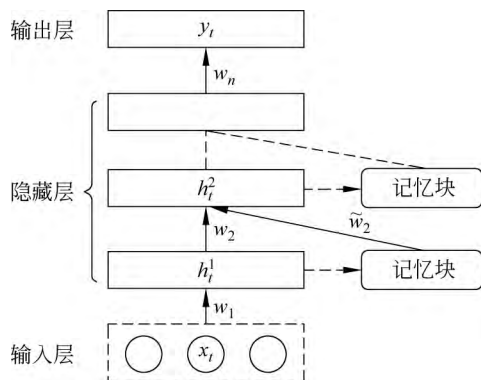 输出层
y_t
w_n
隐藏层
h_t^2
记忆块
w_2
w̃_2
h_t^1
记忆块
w_1
输入层
x_t